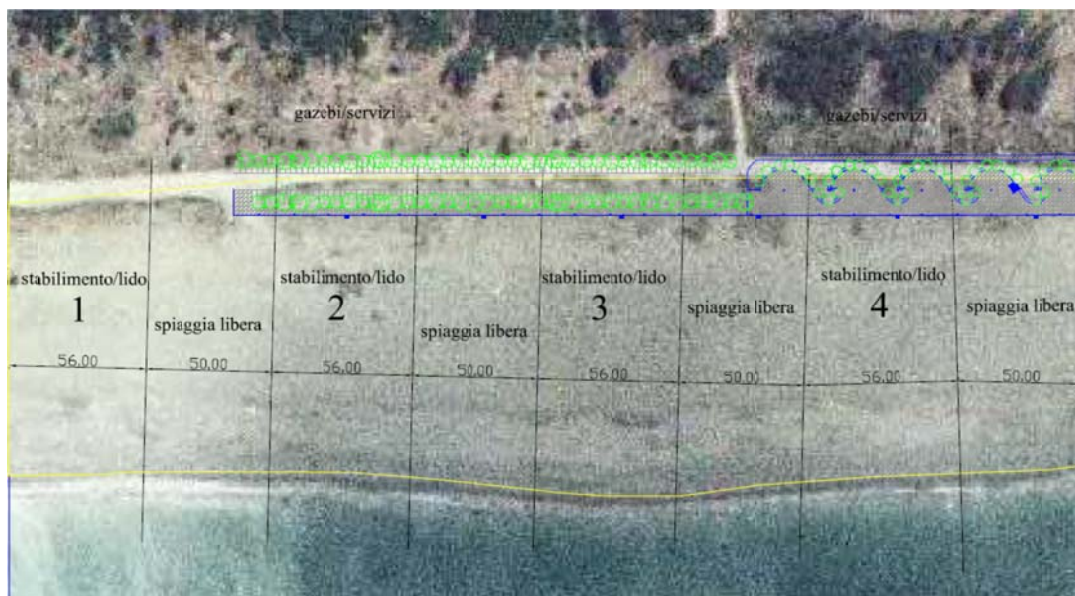 gazebi/servizi
gazebi/servizi
stabilimento/lido
1
stabilimento/lido
2
stabilimento/lido
3
stabilimento/lido
4
spiaggia libera
spiaggia libera
spiaggia libera
spiaggia libera
56.00
50.00
56.00
50.00
56.00
50.00
56.00
50.00